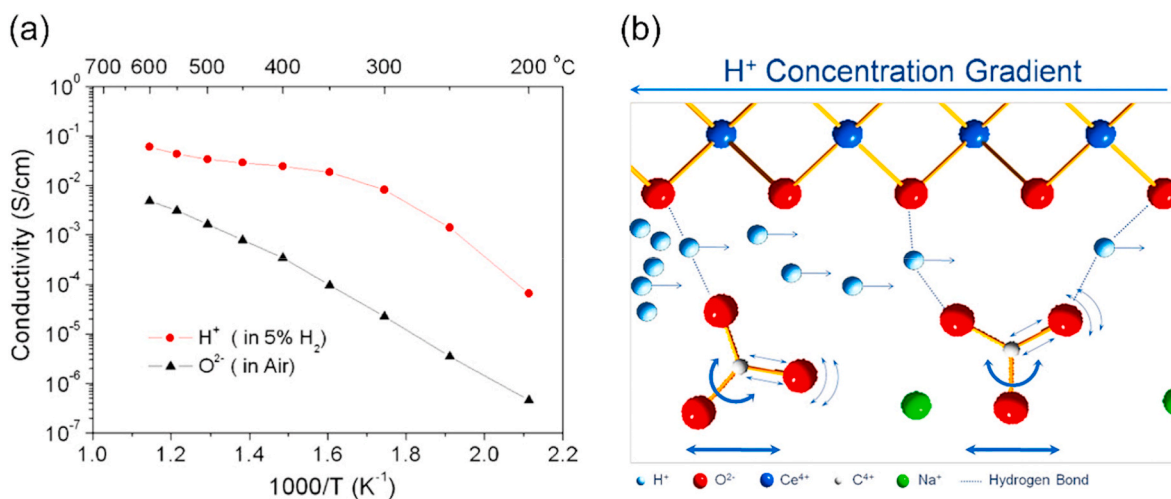 (a)
700 600 500 400 300 200 °C
10⁰
10⁻¹
10⁻²
10⁻³
10⁻⁴
10⁻⁵
10⁻⁶
10⁻⁷
Conductivity (S/cm)
H⁺ ( in 5% H₂)
O²⁻ ( in Air)
1.0 1.2 1.4 1.6 1.8 2.0 2.2
1000/T (K⁻¹)
(b)
H⁺ Concentration Gradient
H⁺ O²⁻ Ce⁴⁺ C⁴⁺ Na⁺ Hydrogen Bond